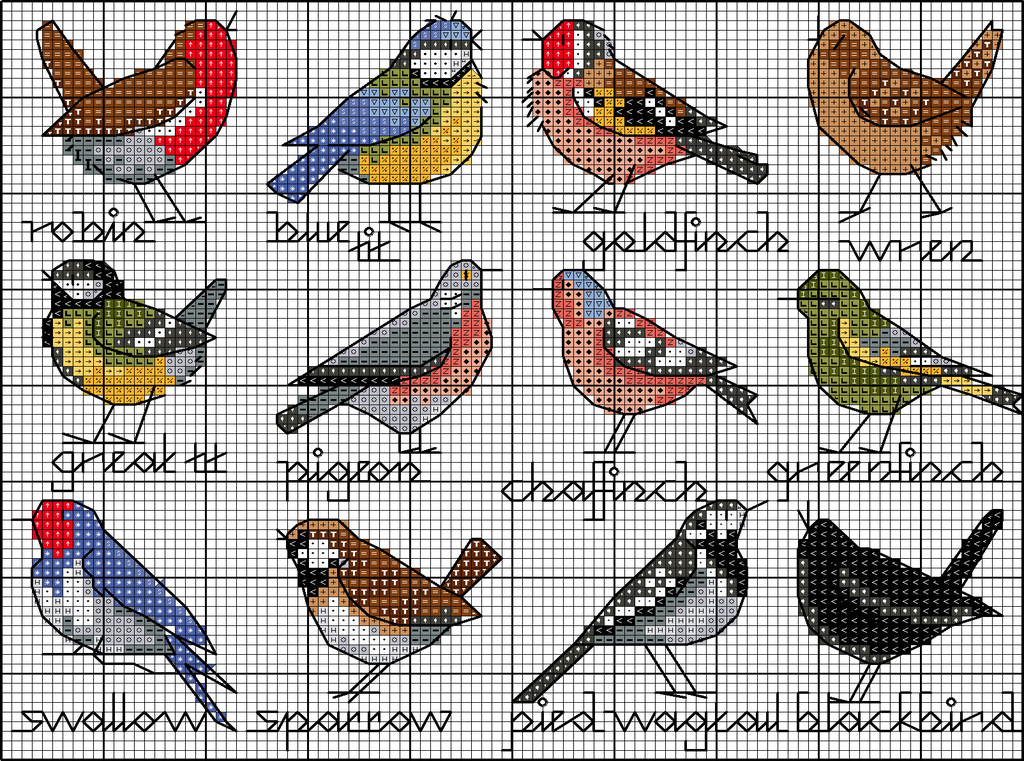 robin
blue
tit
goldfinch
wren
great tit
pigeon
chaffinch
greenfinch
swallow
sparrow
pied wagtail
blackbird